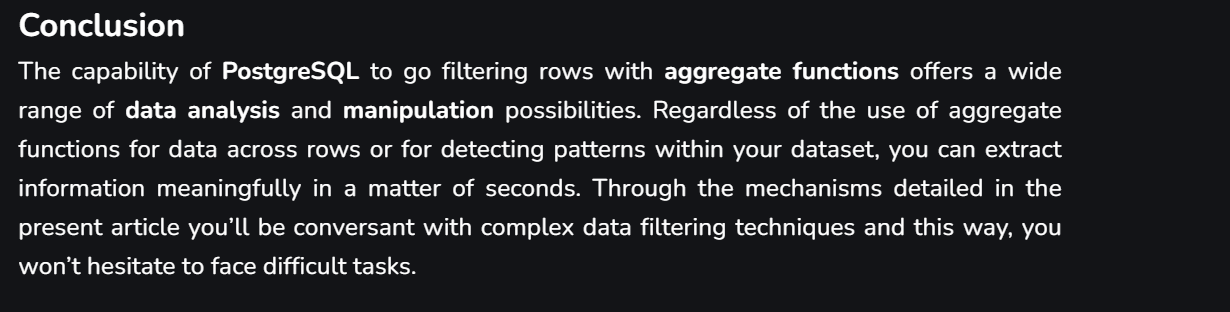 Conclusion
The capability of PostgreSQL to go filtering rows with aggregate functions offers a wide
range of data analysis and manipulation possibilities. Regardless of the use of aggregate
functions for data across rows or for detecting patterns within your dataset, you can extract
information meaningfully in a matter of seconds. Through the mechanisms detailed in the
present article you’ll be conversant with complex data filtering techniques and this way, you
won’t hesitate to face difficult tasks.